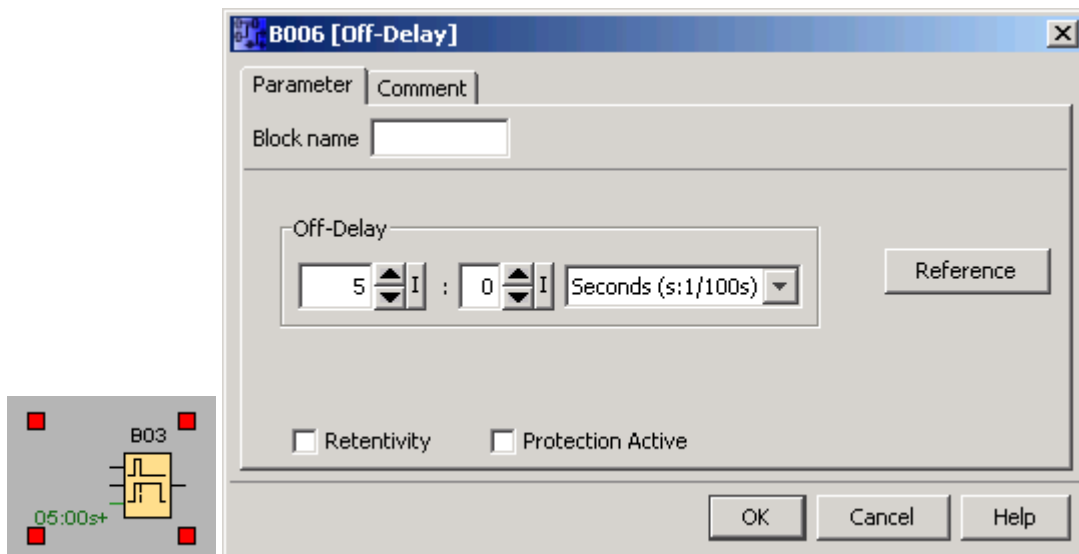 B006 [Off-Delay]
Parameter Comment
Block name
Off-Delay
5 I : 0 I Seconds (s:1/100s)
Reference
B03
05:00s+
Retentivity Protection Active
OK Cancel Help